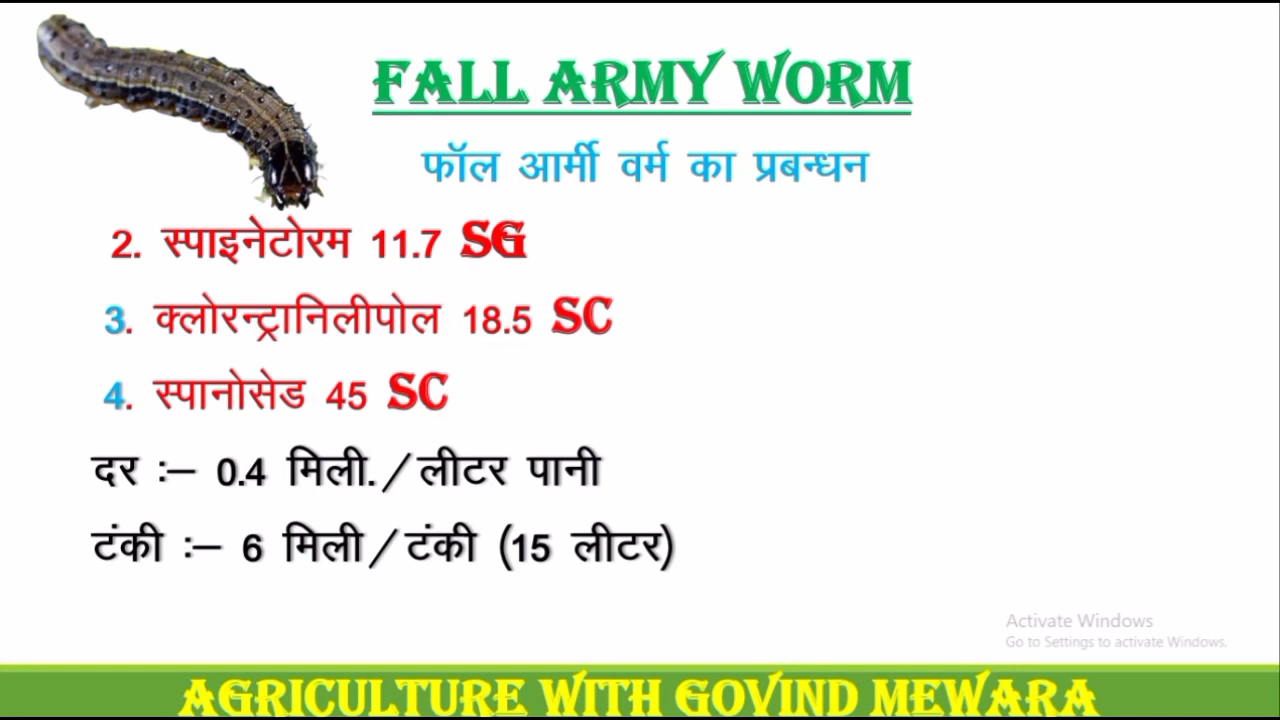 FALL ARMY WORM
फॉल आर्मी वर्म का प्रबन्धन
2. स्पाइनेटोरम 11.7 SG
3. क्लोरन्ट्रानिलीपोल 18.5 SC
4. स्पानोसेड 45 SC
दर :– 0.4 मिली./लीटर पानी
टंकी :– 6 मिली/टंकी (15 लीटर)
Activate Windows
Go to Settings to activate Windows.
AGRICULTURE WITH GOVIND MEWARA